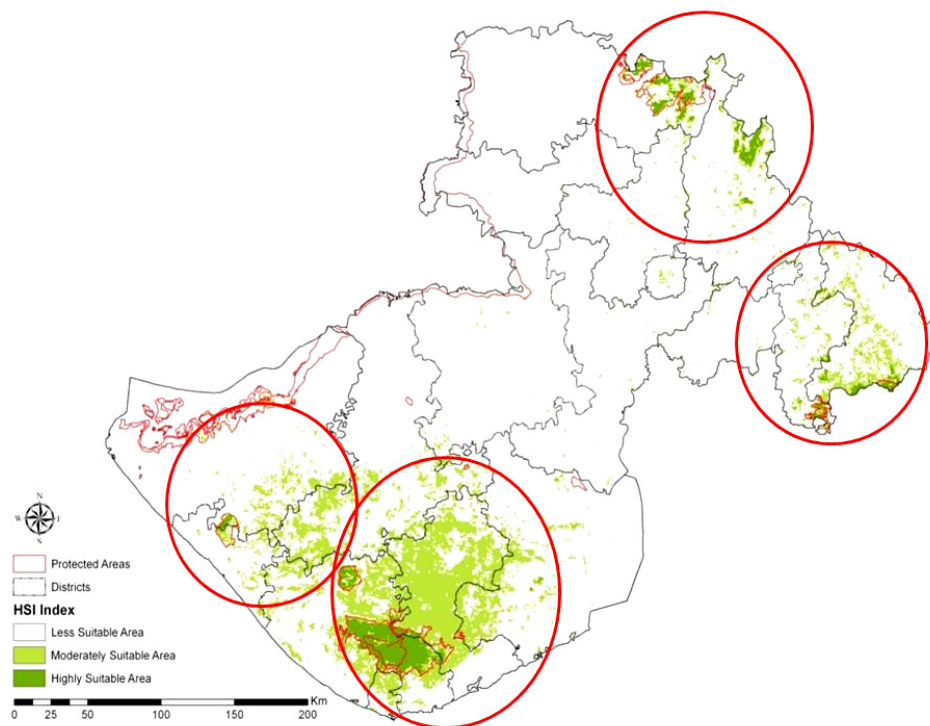 N
W E
S
Protected Areas
Districts
HSI Index
Less Suitable Area
Moderately Suitable Area
Highly Suitable Area
Km
0 25 50 100 150 200